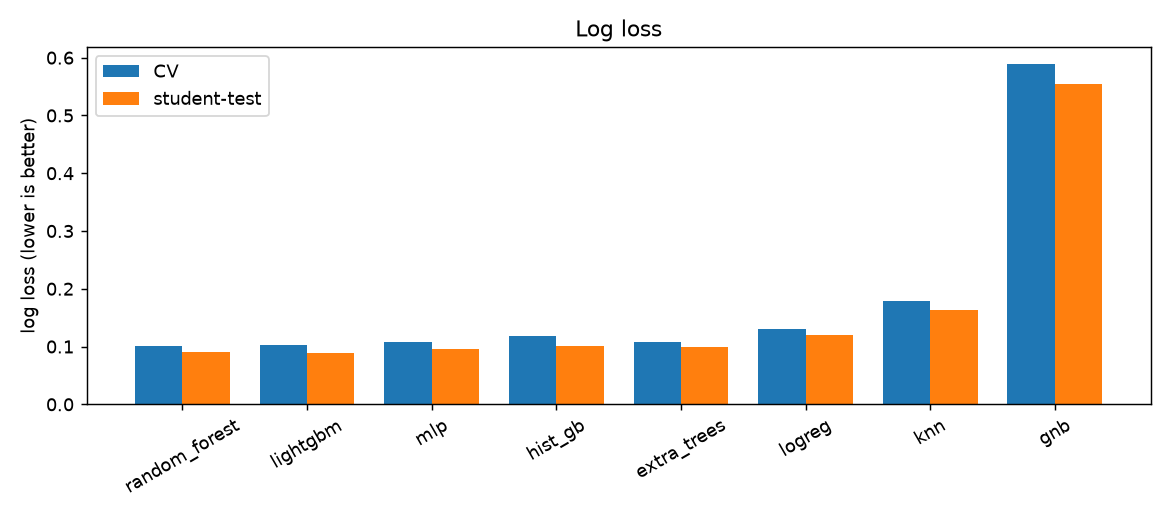 Log loss
CV
student-test
log loss (lower is better)
0.6
0.5
0.4
0.3
0.2
0.1
0.0
random_forest
lightgbm
mlp
hist_gb
extra_trees
logreg
knn
gnb